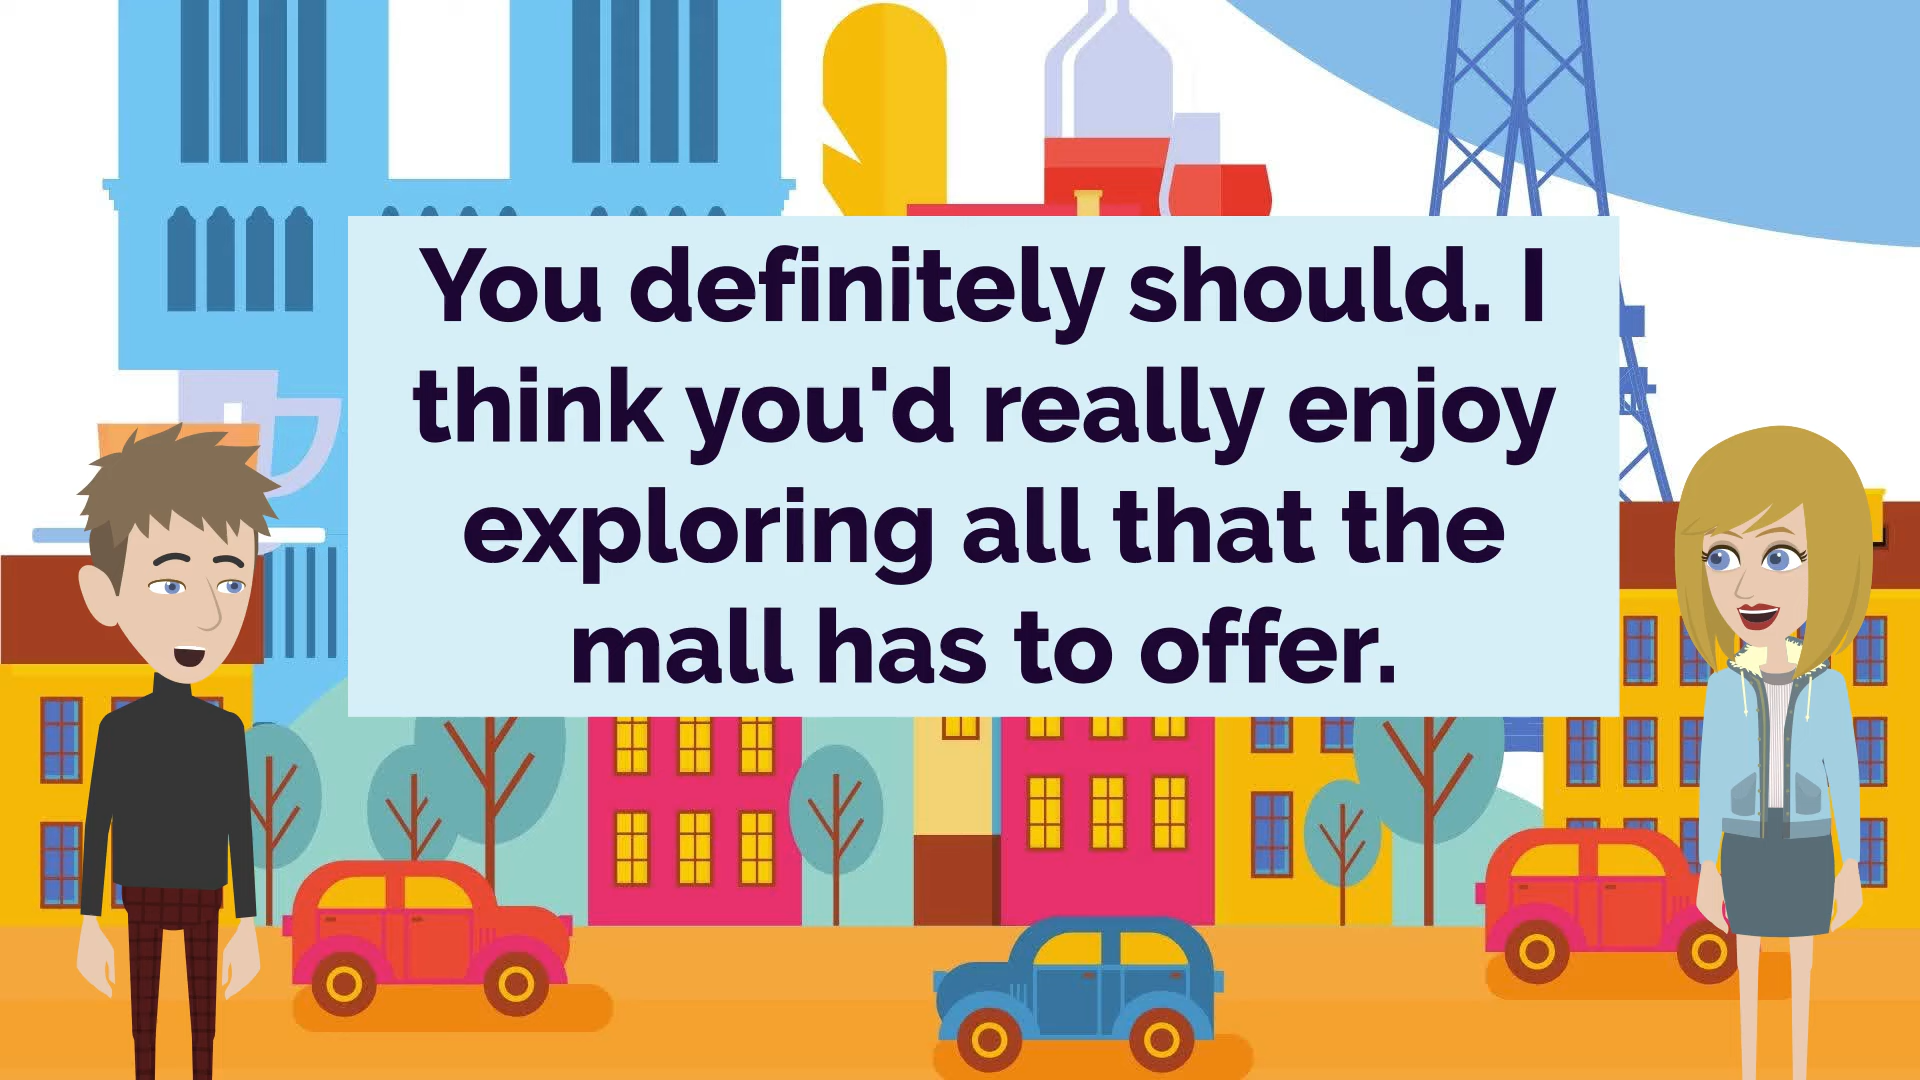 You definitely should. I
think you'd really enjoy
exploring all that the
mall has to offer.